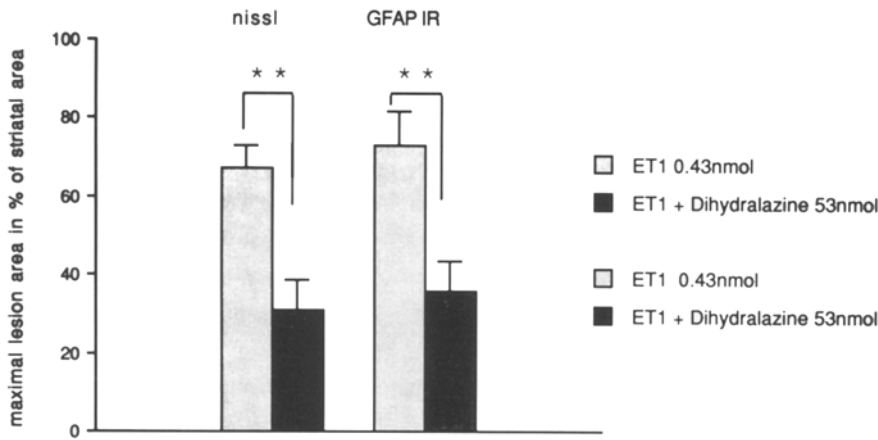 nissl GFAP IR
maximal lesion area in % of striatal area
100
80
60
40
20
0
* *
* *
ET1 0.43nmol
ET1 + Dihydralazine 53nmol
ET1 0.43nmol
ET1 + Dihydralazine 53nmol